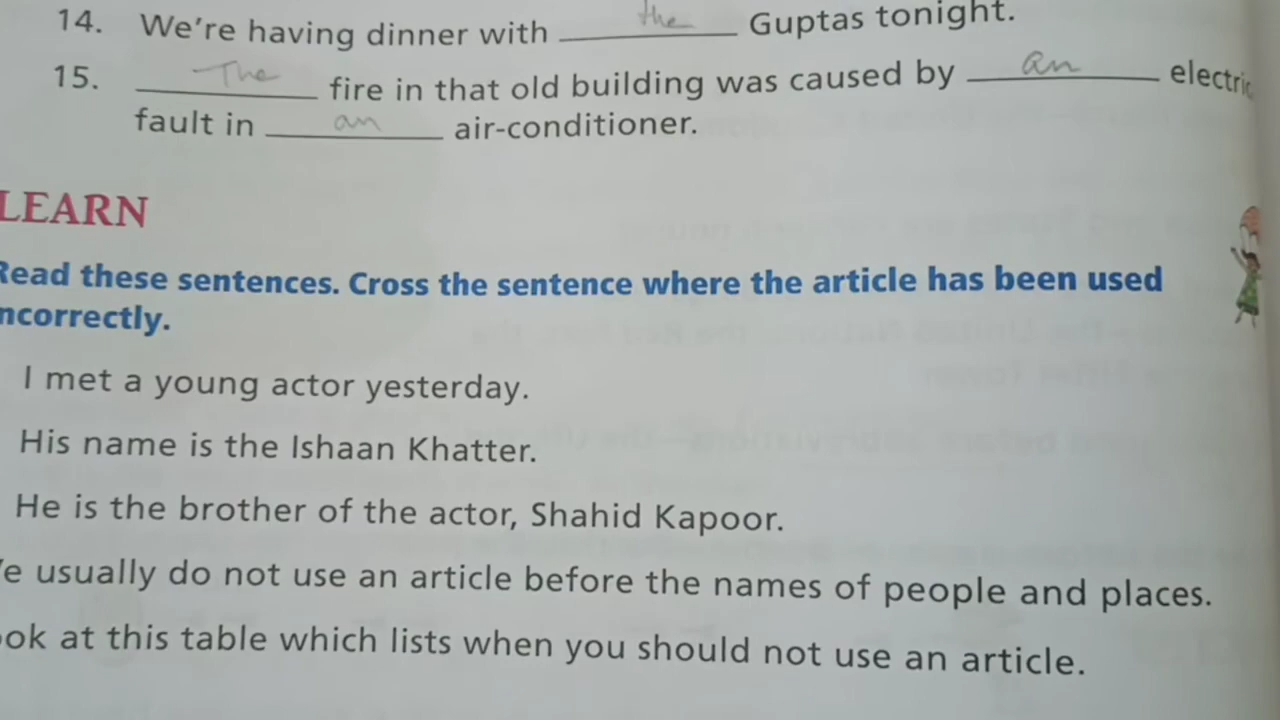 14. We're having dinner with the Guptas tonight.
15. The fire in that old building was caused by an electric
fault in an air-conditioner.
LEARN
Read these sentences. Cross the sentence where the article has been used
ncorrectly.
I met a young actor yesterday.
His name is the Ishaan Khatter.
He is the brother of the actor, Shahid Kapoor.
e usually do not use an article before the names of people and places.
ok at this table which lists when you should not use an article.